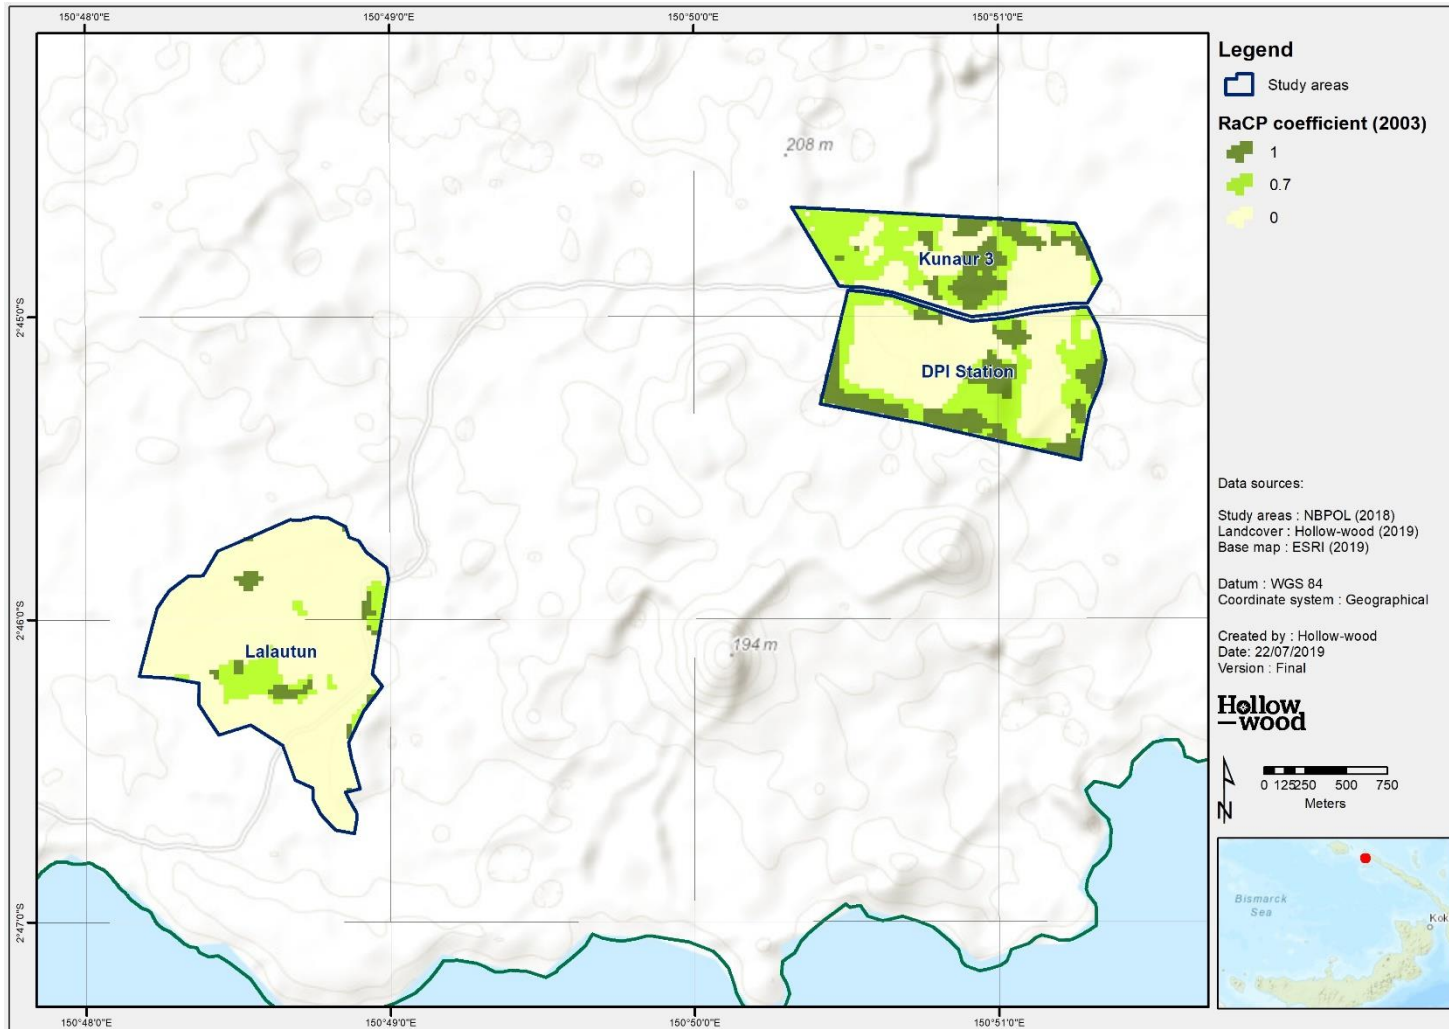 150°48'0"E
150°49'0"E
150°50'0"E
150°51'0"E
208 m
Kunaur 3
2°45'0"S
DPI Station
2°46'0"S
Lalautun
194 m
2°47'0"S
150°48'0"E
150°49'0"E
150°50'0"E
150°51'0"E
Legend
Study areas
RaCP coefficient (2003)
1
0.7
0
Data sources:
Study areas : NBPOL (2018)
Landcover : Hollow-wood (2019)
Base map : ESRI (2019)
Datum : WGS 84
Coordinate system : Geographical
Created by : Hollow-wood
Date: 22/07/2019
Version : Final
Hollow
—wood
N
0 125250 500 750
Meters
Bismarck
Sea
Kok